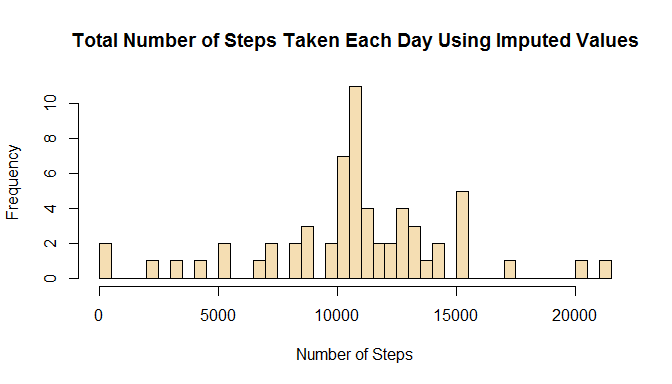 Total Number of Steps Taken Each Day Using Imputed Values
Frequency
10
8
6
4
2
0
0 5000 10000 15000 20000
Number of Steps